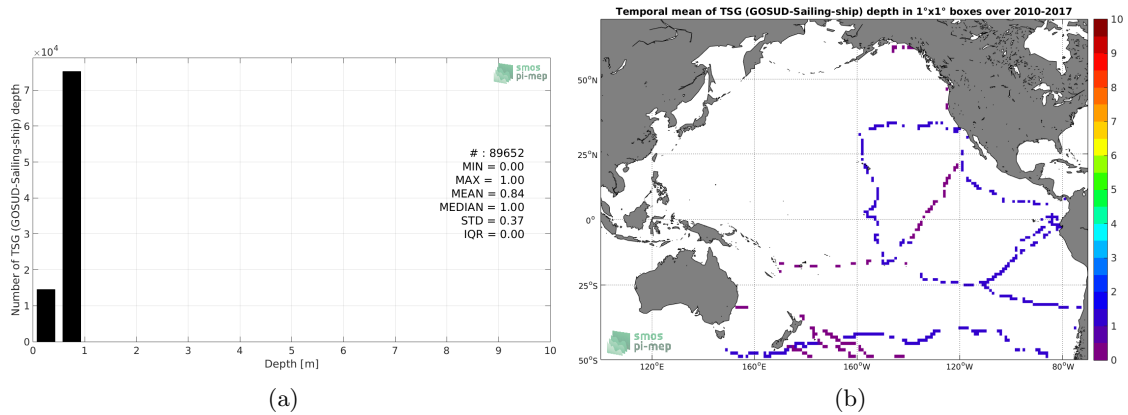 ×10⁴
7
6
5
4
3
2
1
0
Number of TSG (GOSUD-Sailing-ship) depth
smos
pi-mep
# : 89652
MIN = 0.00
MAX = 1.00
MEAN = 0.84
MEDIAN = 1.00
STD = 0.37
IQR = 0.00
0 1 2 3 4 5 6 7 8 9 10
Depth [m]
(a)
Temporal mean of TSG (GOSUD-Sailing-ship) depth in 1°x1° boxes over 2010-2017
50°N
25°N
0°
25°S
50°S
smos
pi-mep
120°E 160°E 160°W 120°W 80°W
10
9
8
7
6
5
4
3
2
1
0
(b)